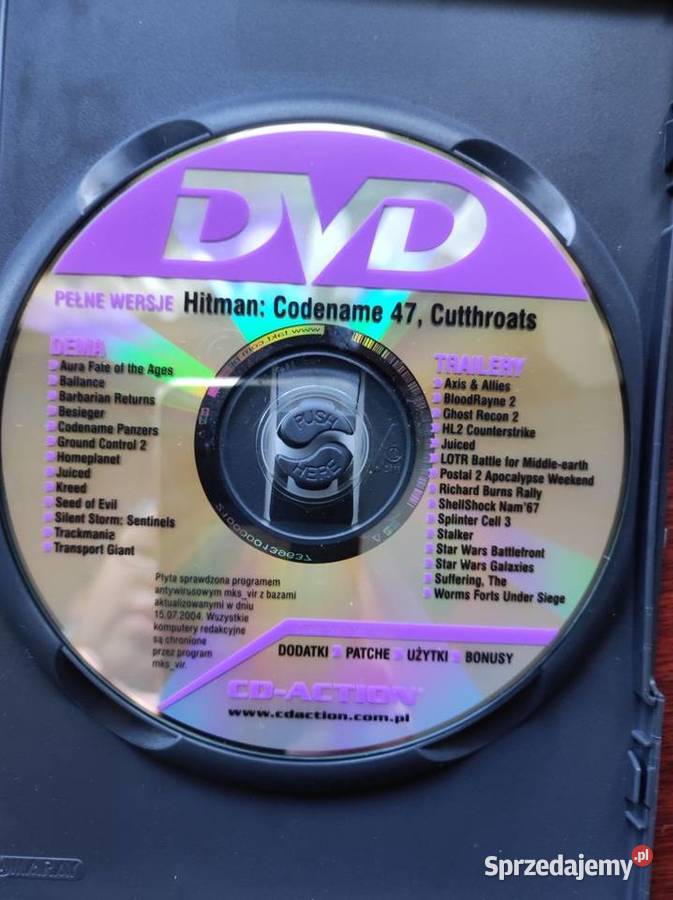 DVD
PEŁNE WERSJE Hitman: Codename 47, Cutthroats
DEMA
Aura Fate of the Ages
Ballance
Barbarian Returns
Besieger
Codename Panzers
Ground Control 2
Homeplanet
Juiced
Kreed
Seed of Evil
Silent Storm: Sentinels
Trackmania
Transport Giant
TRAILERY
Axis & Allies
BloodRayne 2
Ghost Recon 2
HL2 Counterstrike
Juiced
LOTR Battle for Middle-earth
Postal 2 Apocalypse Weekend
Richard Burns Rally
ShellShock Nam'67
Splinter Cell 3
Stalker
Star Wars Battlefront
Star Wars Galaxies
Suffering, The
Worms Forts Under Siege
www.takt.com
PUSH
HERE
2100000139637
Płyta sprawdzona programem
antywirusowym mks_vir z bazami
aktualizowanymi w dniu
15.07.2004. Wszystkie
komputery redakcyjne
są chronione
przez program
mks_vir.
DODATKI PATCHE UŻYTKI BONUSY
CD-ACTION
www.cdaction.com.pl
Sprzedajemy.pl